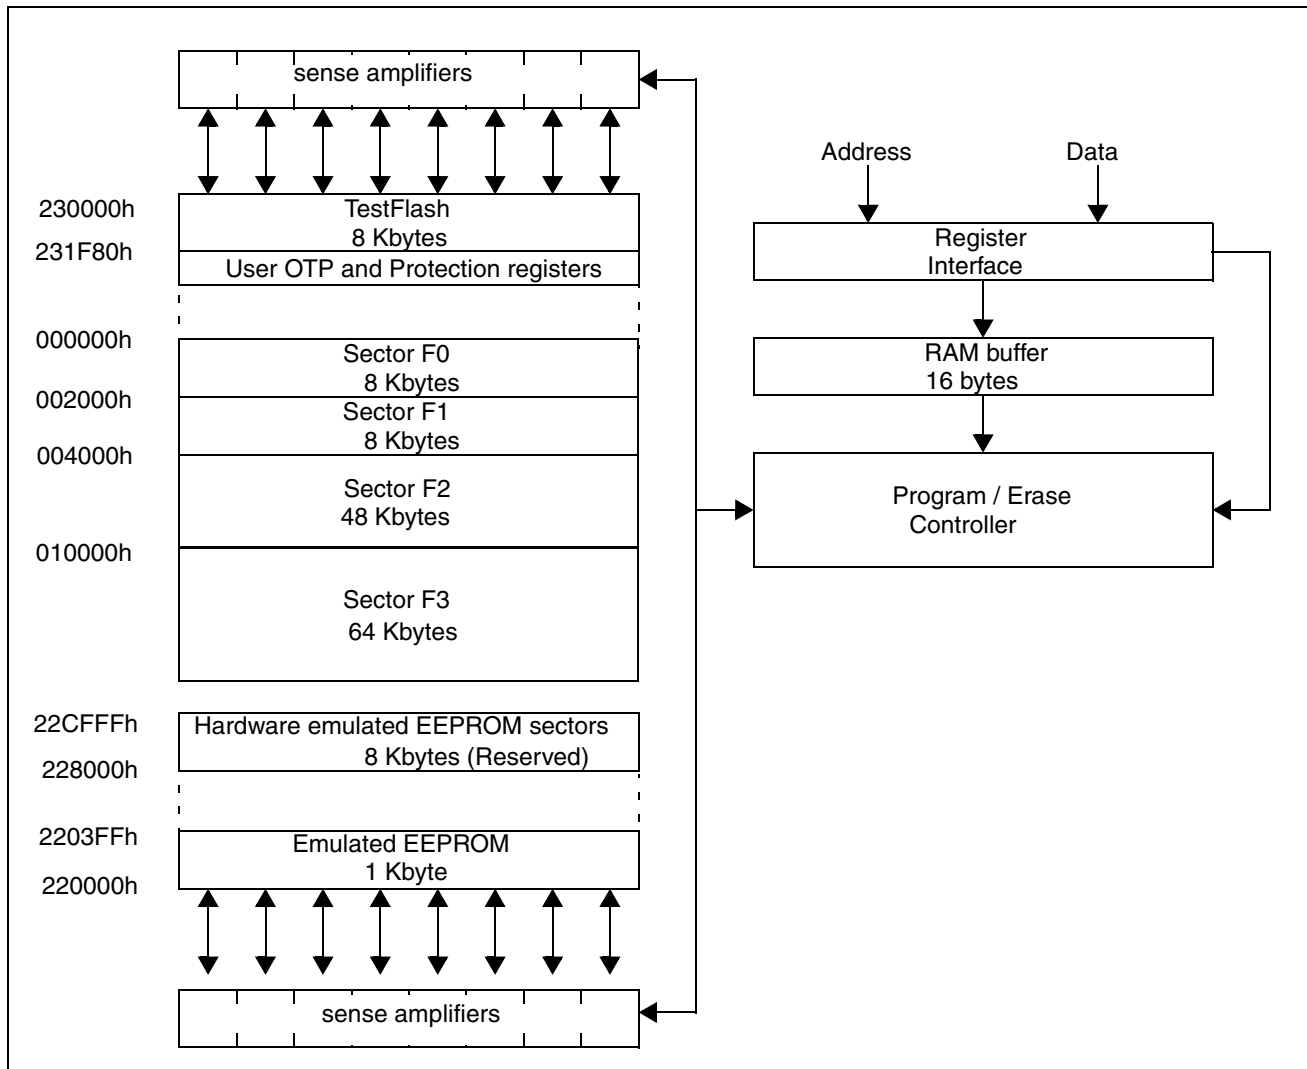 sense amplifiers
230000h
TestFlash
8 Kbytes
231F80h
User OTP and Protection registers
000000h
Sector F0
8 Kbytes
002000h
Sector F1
8 Kbytes
004000h
Sector F2
48 Kbytes
010000h
Sector F3
64 Kbytes
22CFFFh
Hardware emulated EEPROM sectors
8 Kbytes (Reserved)
228000h
2203FFh
Emulated EEPROM
1 Kbyte
220000h
sense amplifiers
Address
Data
Register
Interface
RAM buffer
16 bytes
Program / Erase
Controller